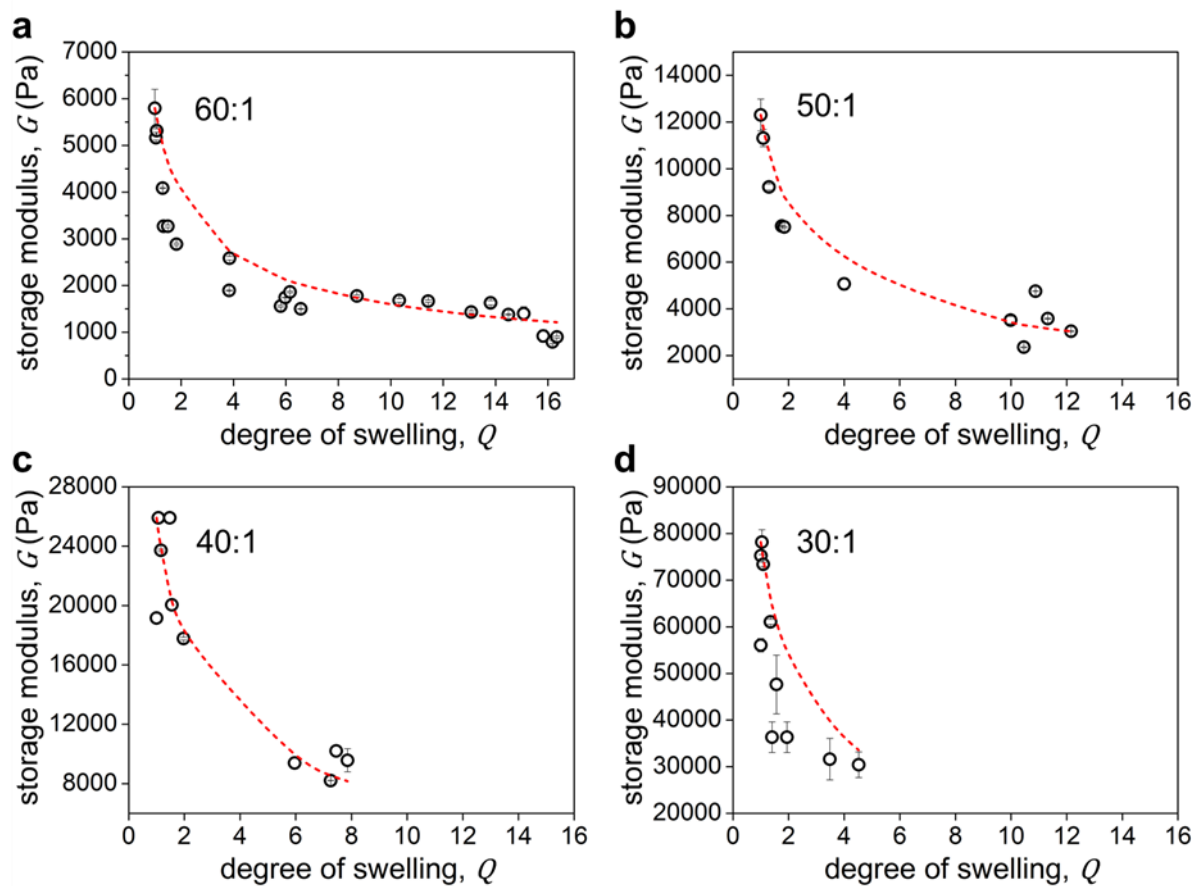 a
7000
6000
5000
4000
3000
2000
1000
0
storage modulus, G (Pa)
60:1
0 2 4 6 8 10 12 14 16
degree of swelling, Q
b
14000
12000
10000
8000
6000
4000
2000
storage modulus, G (Pa)
50:1
0 2 4 6 8 10 12 14 16
degree of swelling, Q
c
28000
24000
20000
16000
12000
8000
storage modulus, G (Pa)
40:1
0 2 4 6 8 10 12 14 16
degree of swelling, Q
d
90000
80000
70000
60000
50000
40000
30000
20000
storage modulus, G (Pa)
30:1
0 2 4 6 8 10 12 14 16
degree of swelling, Q